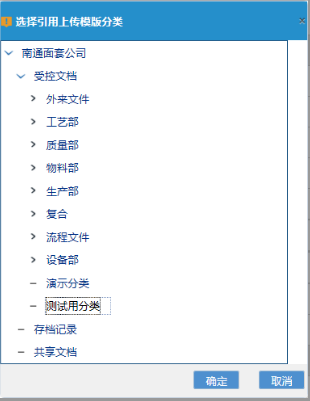 选择引用上传模版分类
南通面套公司
受控文档
外来文件
工艺部
质量部
物料部
生产部
复合
流程文件
设备部
演示分类
测试用分类
存档记录
共享文档
确定 取消